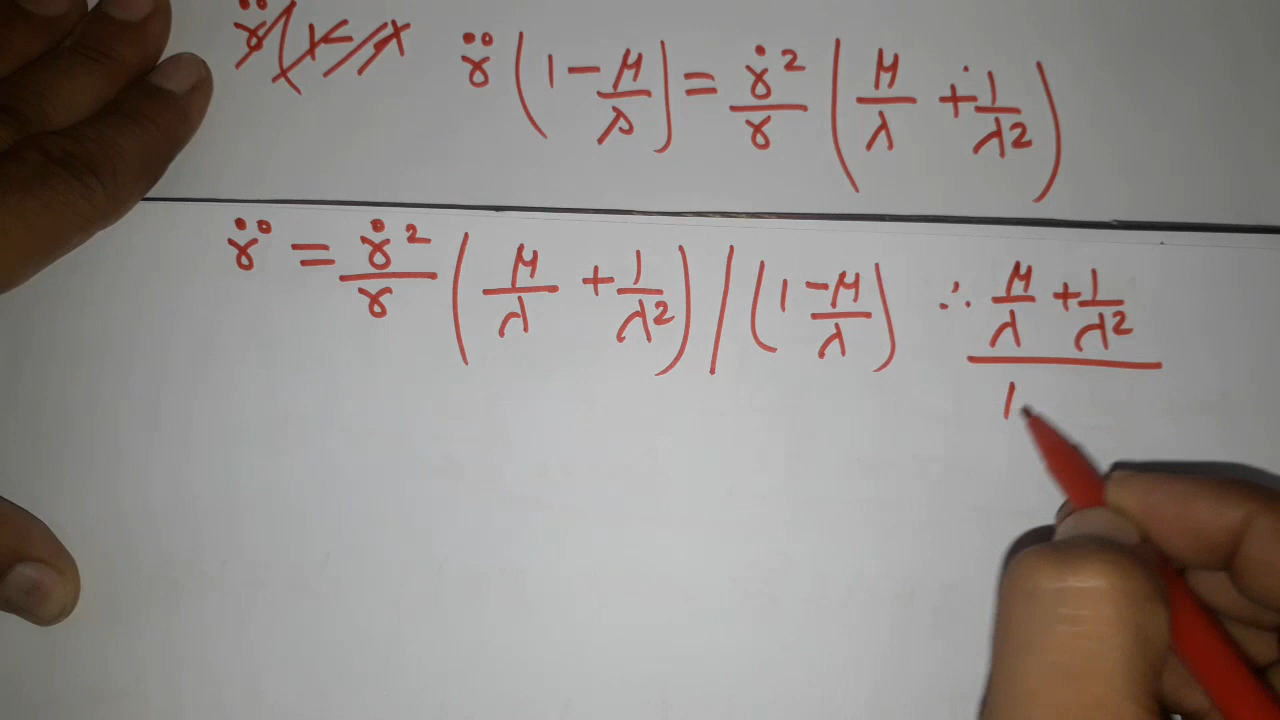 r̈ (1 - μ/λ) = ṙ²/r (μ/λ + 1/λ²)
r̈ = ṙ²/r (μ/λ + 1/λ²) / (1 - μ/λ) ∴ (μ/λ + 1/λ²)/1